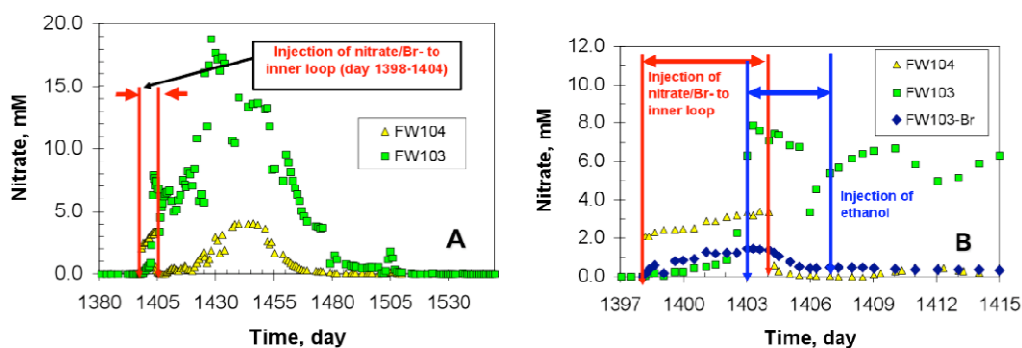 20.0
15.0
10.0
5.0
0.0
Nitrate, mM
Injection of nitrate/Br- to
inner loop (day 1398-1404)
FW104
FW103
A
1380 1405 1430 1455 1480 1505 1530
Time, day
12.0
10.0
8.0
6.0
4.0
2.0
0.0
Nitrate, mM
Injection of
nitrate/Br- to
inner loop
FW104
FW103
FW103-Br
Injection of
ethanol
B
1397 1400 1403 1406 1409 1412 1415
Time, day